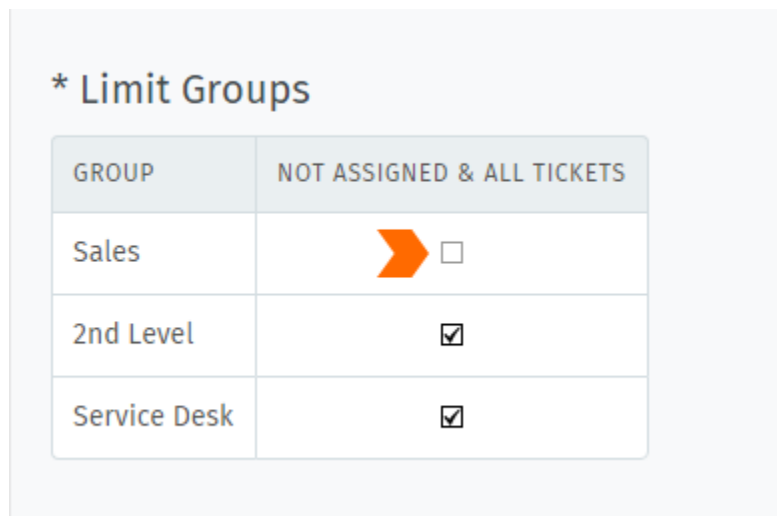 * Limit Groups
GROUP NOT ASSIGNED & ALL TICKETS
Sales
2nd Level
Service Desk